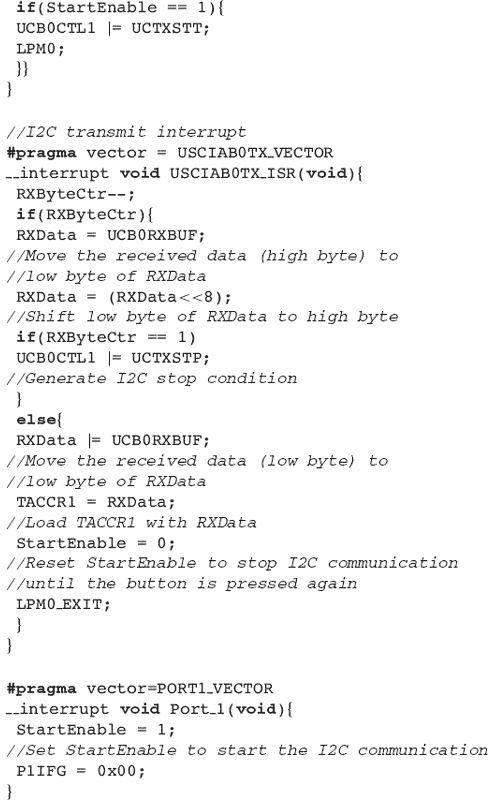 if(StartEnable == 1){
UCB0CTL1 |= UCTXSTT;
LPM0;
}}
}
//I2C transmit interrupt
#pragma vector = USCIAB0TX_VECTOR
__interrupt void USCIAB0TX_ISR(void){
RXByteCtr--;
if(RXByteCtr){
RXData = UCB0RXBUF;
//Move the received data (high byte) to
//low byte of RXData
RXData = (RXData<<8);
//Shift low byte of RXData to high byte
if(RXByteCtr == 1)
UCB0CTL1 |= UCTXSTP;
//Generate I2C stop condition
}
else{
RXData |= UCB0RXBUF;
//Move the received data (low byte) to
//low byte of RXData
TACCR1 = RXData;
//Load TACCR1 with RXData
StartEnable = 0;
//Reset StartEnable to stop I2C communication
//until the button is pressed again
LPM0_EXIT;
}
}
#pragma vector=PORT1_VECTOR
__interrupt void Port_1(void){
StartEnable = 1;
//Set StartEnable to start the I2C communication
P1IFG = 0x00;
}